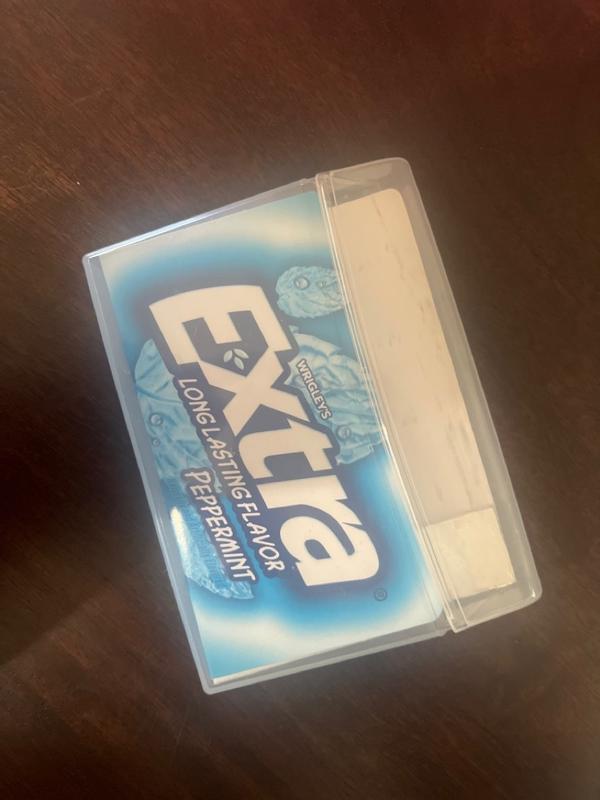 WRIGLEY'S
Extra®
LONG LASTING FLAVOR
PEPPERMINT